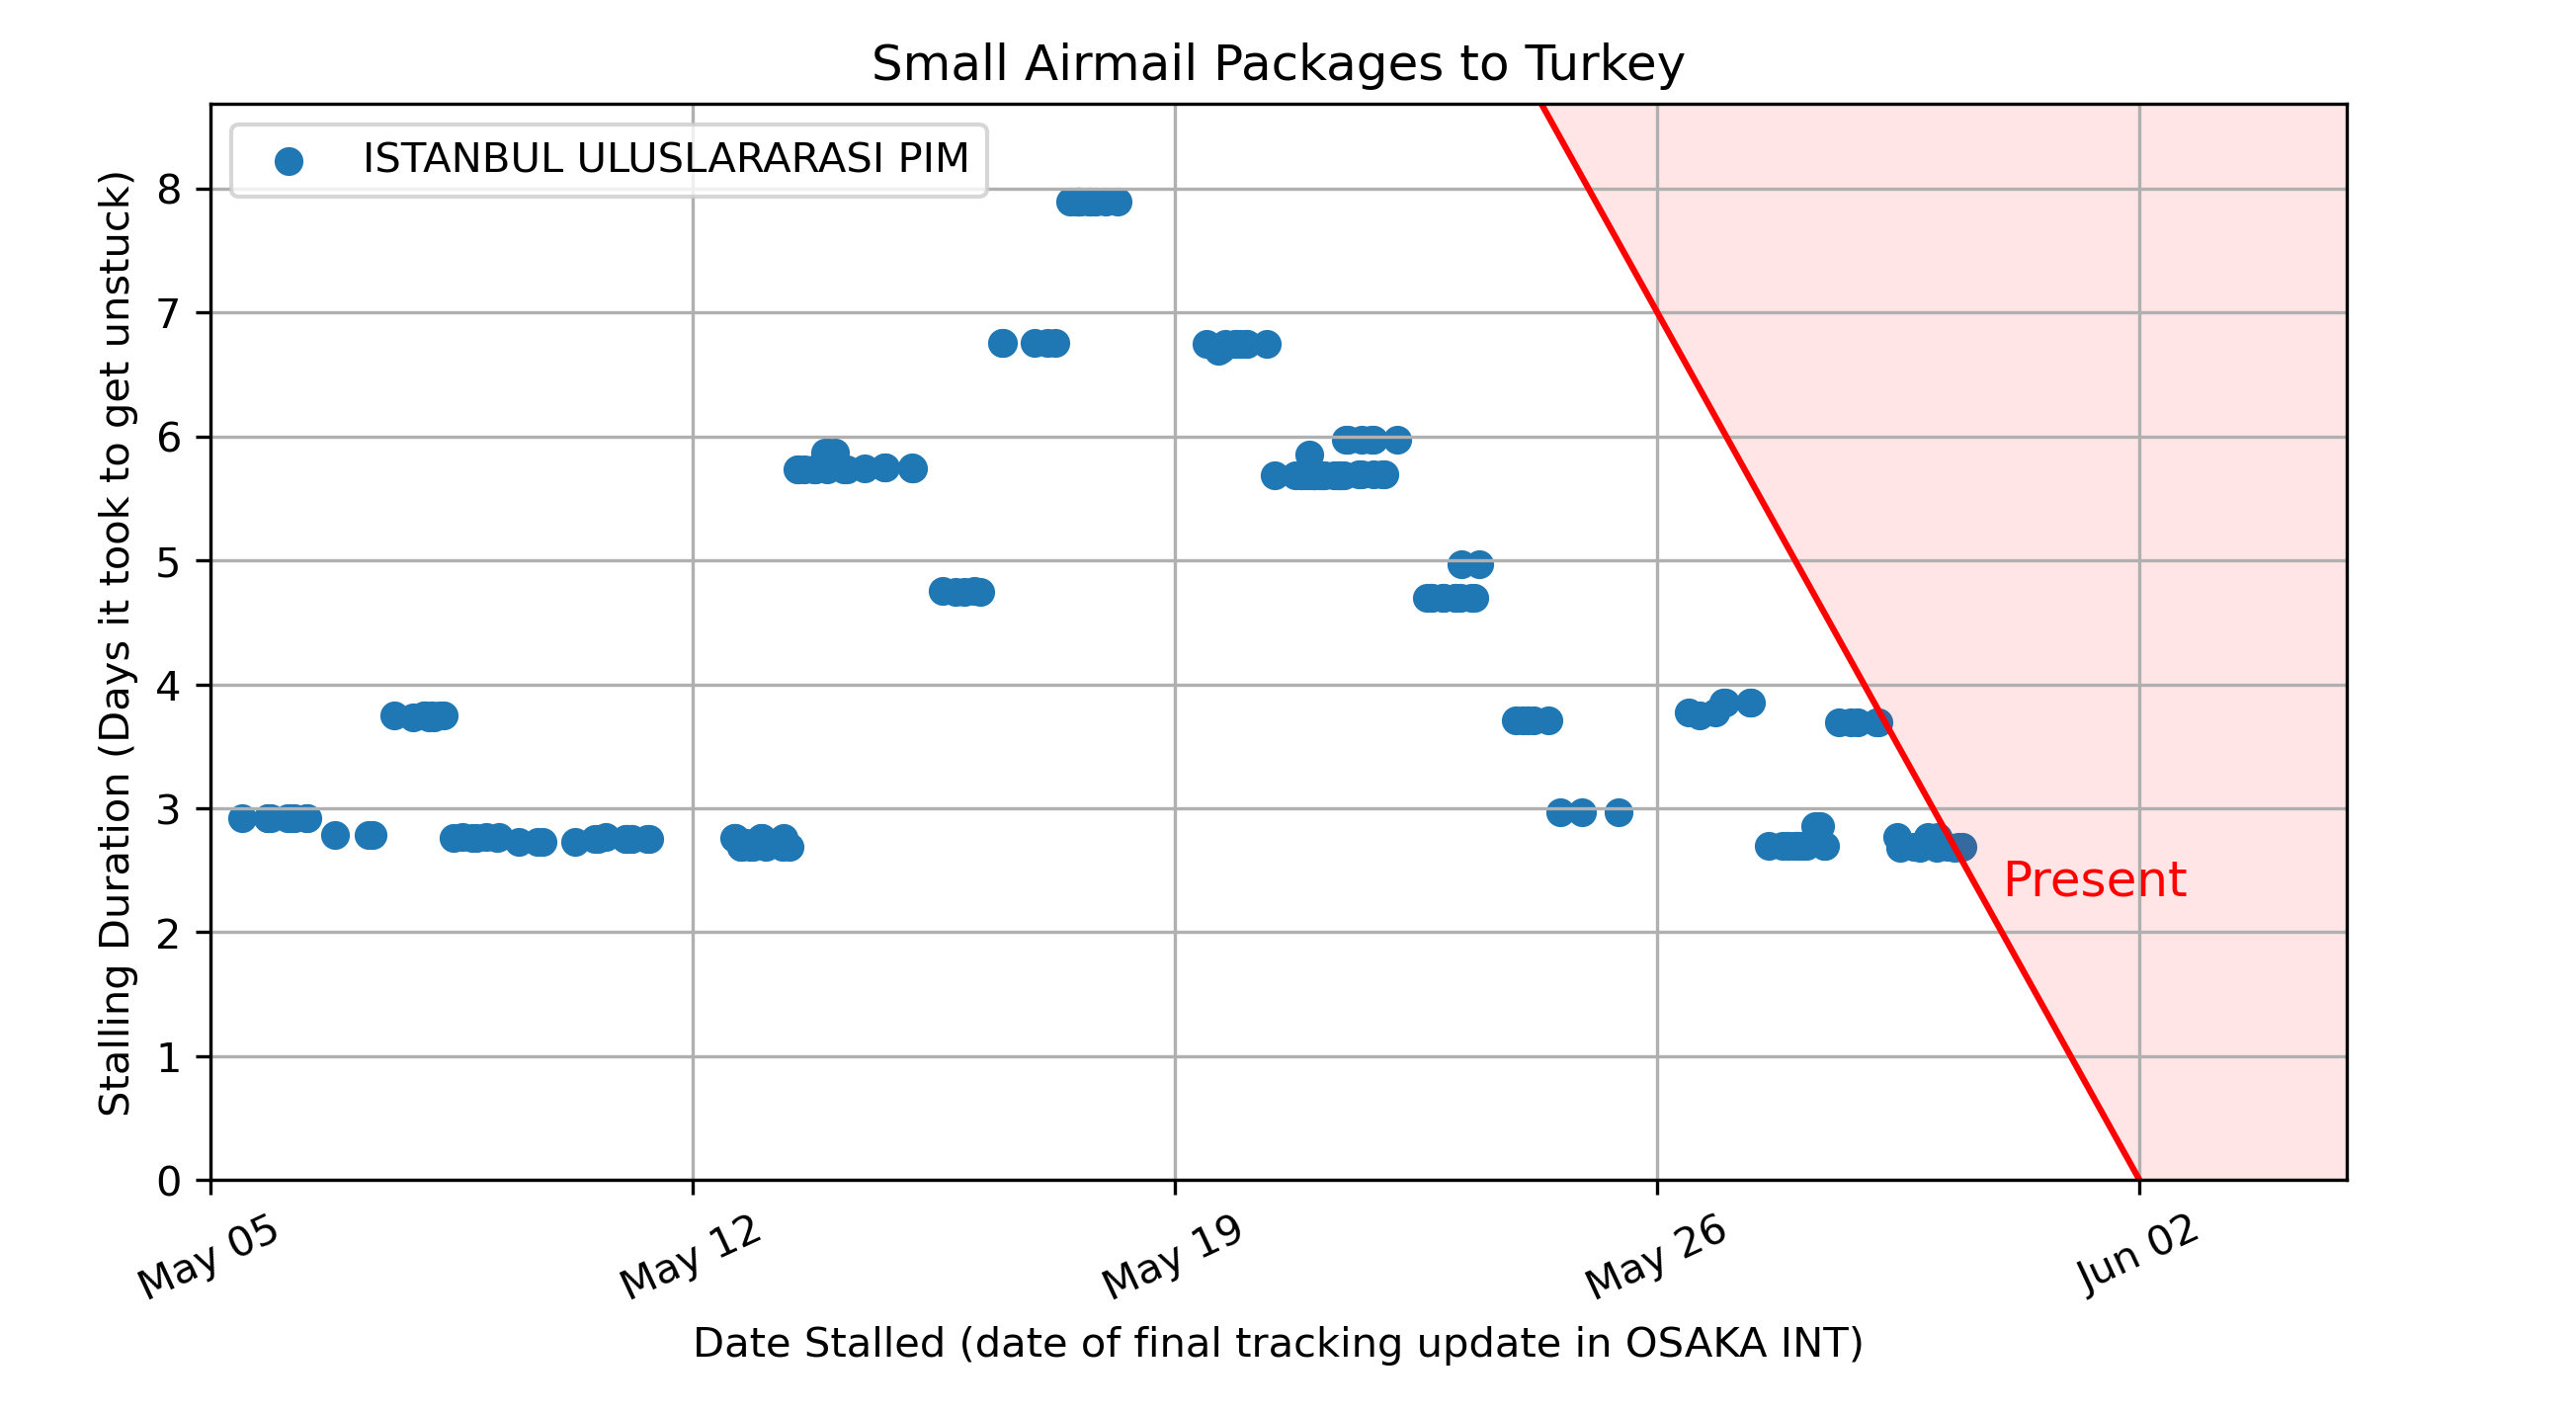 Small Airmail Packages to Turkey
ISTANBUL ULUSLARARASI PIM
Stalling Duration (Days it took to get unstuck)
8
7
6
5
4
3
2
1
0
Present
May 05
May 12
May 19
May 26
Jun 02
Date Stalled (date of final tracking update in OSAKA INT)